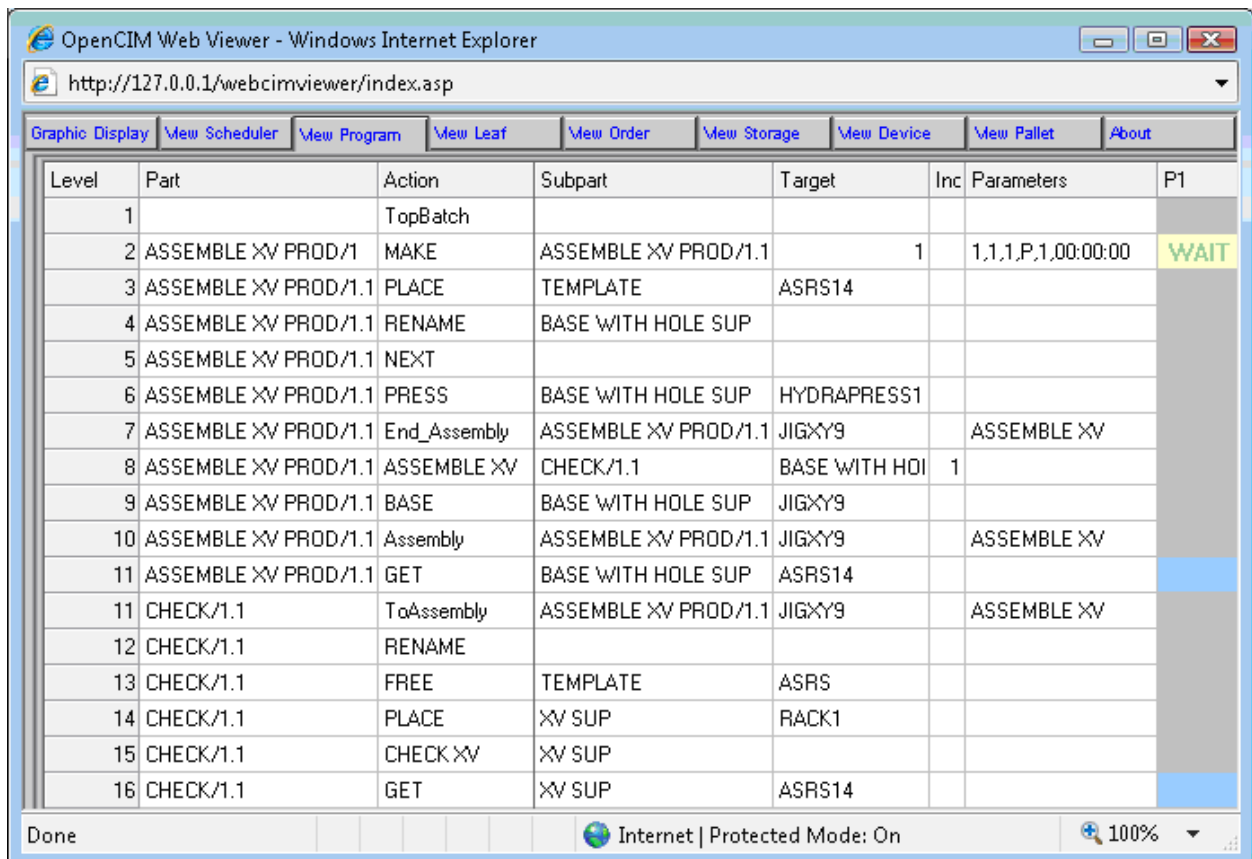 OpenCIM Web Viewer - Windows Internet Explorer
http://127.0.0.1/webcimviewer/index.asp
Graphic Display View Scheduler View Program View Leaf View Order View Storage View Device View Pallet About
Level Part Action Subpart Target Inc Parameters P1
1 TopBatch
2 ASSEMBLE XV PROD/1 MAKE ASSEMBLE XV PROD/1.1 1 1,1,1,P,1,00:00:00 WAIT
3 ASSEMBLE XV PROD/1.1 PLACE TEMPLATE ASRS14
4 ASSEMBLE XV PROD/1.1 RENAME BASE WITH HOLE SUP
5 ASSEMBLE XV PROD/1.1 NEXT
6 ASSEMBLE XV PROD/1.1 PRESS BASE WITH HOLE SUP HYDRAPRESS1
7 ASSEMBLE XV PROD/1.1 End_Assembly ASSEMBLE XV PROD/1.1 JIGXY9 ASSEMBLE XV
8 ASSEMBLE XV PROD/1.1 ASSEMBLE XV CHECK/1.1 BASE WITH HOI 1
9 ASSEMBLE XV PROD/1.1 BASE BASE WITH HOLE SUP JIGXY9
10 ASSEMBLE XV PROD/1.1 Assembly ASSEMBLE XV PROD/1.1 JIGXY9 ASSEMBLE XV
11 ASSEMBLE XV PROD/1.1 GET BASE WITH HOLE SUP ASRS14
11 CHECK/1.1 ToAssembly ASSEMBLE XV PROD/1.1 JIGXY9 ASSEMBLE XV
12 CHECK/1.1 RENAME
13 CHECK/1.1 FREE TEMPLATE ASRS
14 CHECK/1.1 PLACE XV SUP RACK1
15 CHECK/1.1 CHECK XV XV SUP
16 CHECK/1.1 GET XV SUP ASRS14
Done Internet | Protected Mode: On 100%